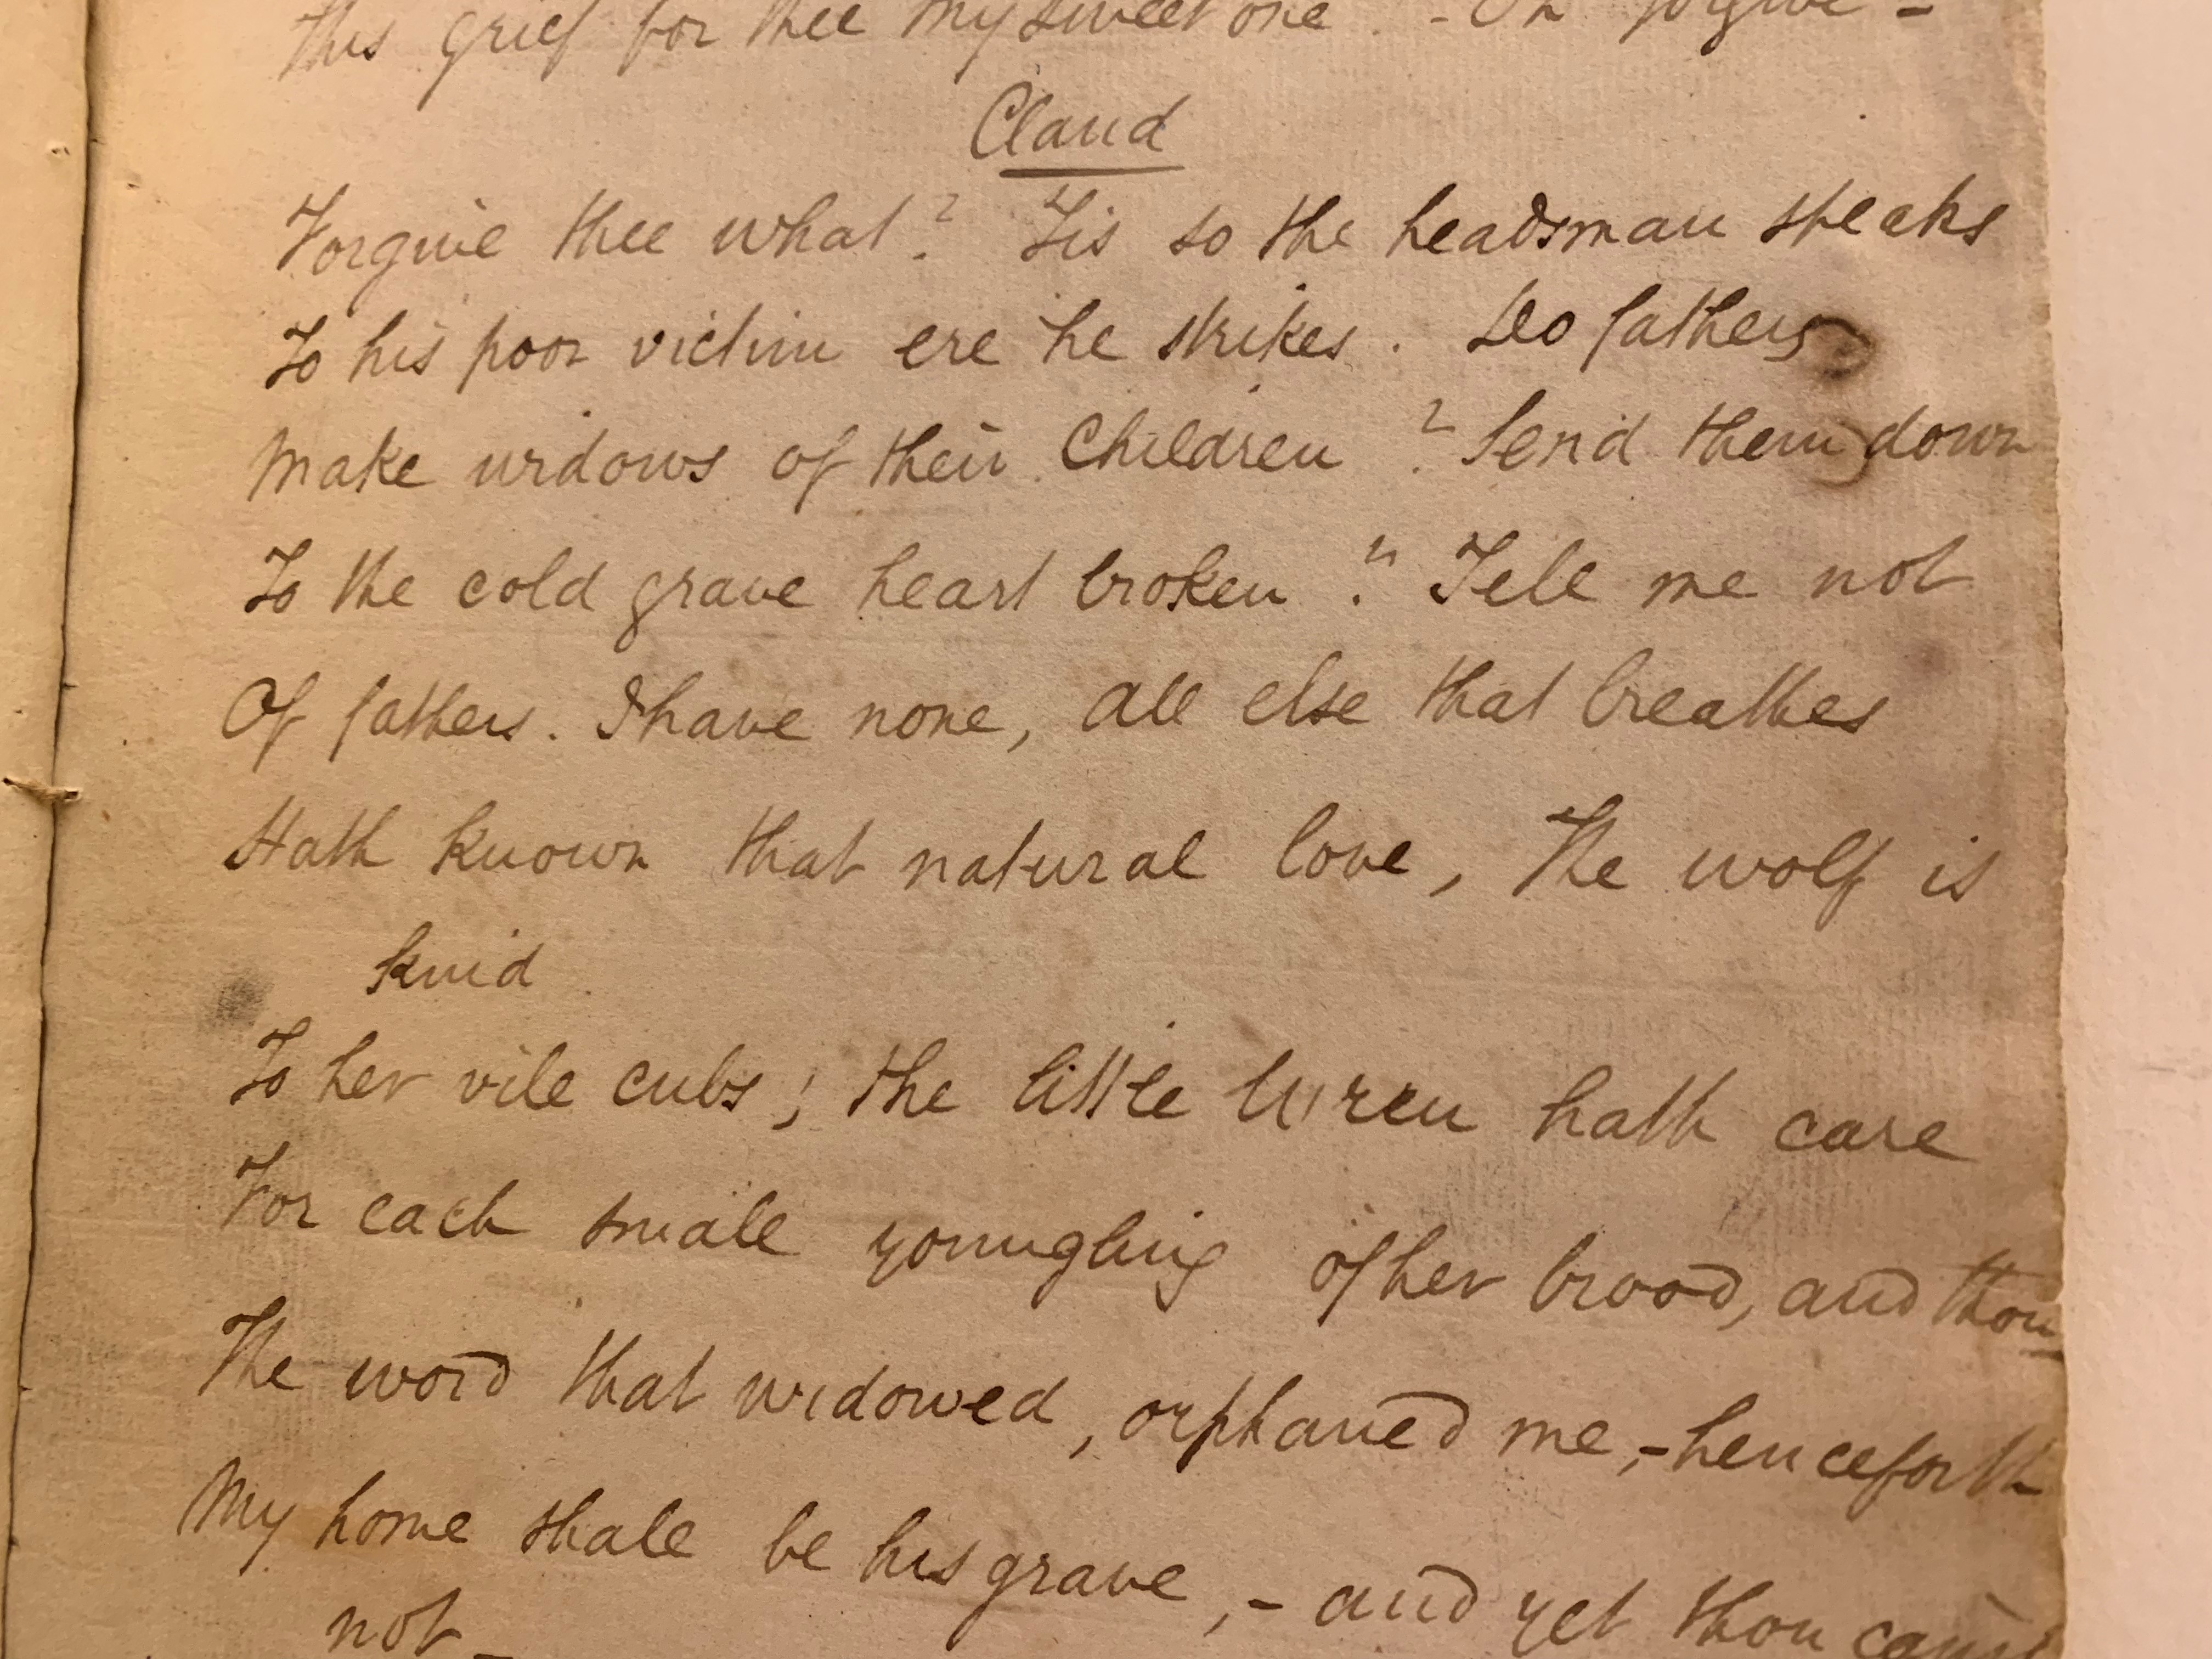 This grief for thee my sweet one. - Oh forgive -
Claud
Forgive thee what? Tis so the headsman speaks
To his poor victim ere he strikes. Do fathers
Make widows of their Children? Send them down
To the cold grave heart broken? Tell me not
Of fathers. I have none, all else that breathes
Hath known that natural love, The wolf is
kind
To her vile cubs; the little Wren hath care
For each small youngling of her brood, and thou
The word that widowed, orphaned me,- henceforth
My home shall be his grave,- and yet thou canst
not -